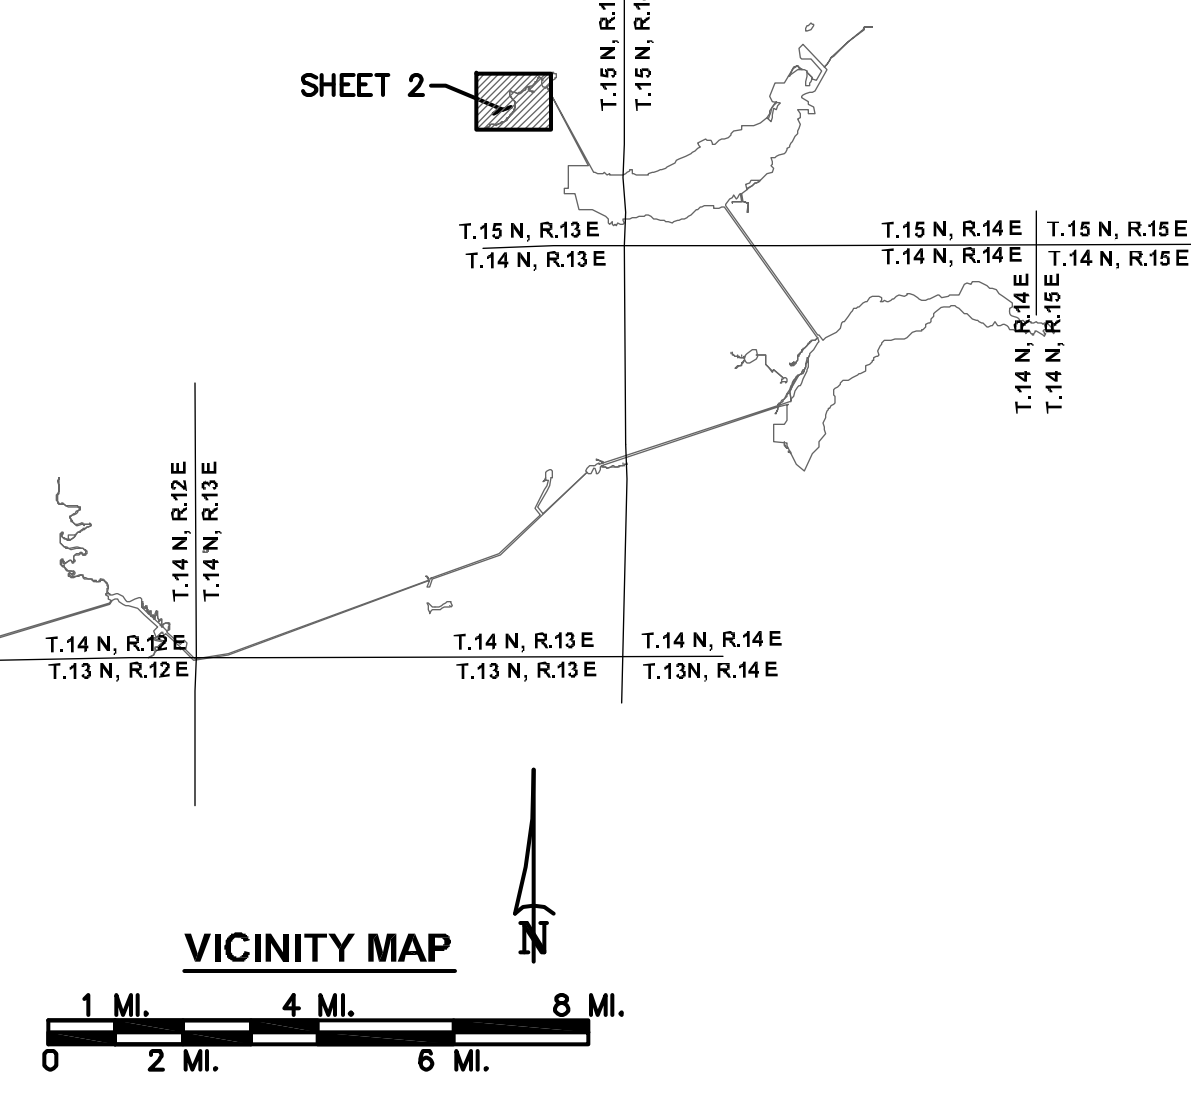 T.15 N, R.1
T.15 N, R.1
SHEET 2
T.15 N, R.13 E
T.14 N, R.13 E
T.15 N, R.14 E
T.14 N, R.14 E
T.15 N, R.15 E
T.14 N, R.15 E
T.14 N, R.14 E
T.14 N, R.15 E
T.14 N, R.12 E
T.14 N, R.13 E
T.14 N, R.12 E
T.13 N, R.12 E
T.14 N, R.13 E
T.13 N, R.13 E
T.14 N, R.14 E
T.13N, R.14 E
N
VICINITY MAP
1 MI. 4 MI. 8 MI.
0 2 MI. 6 MI.